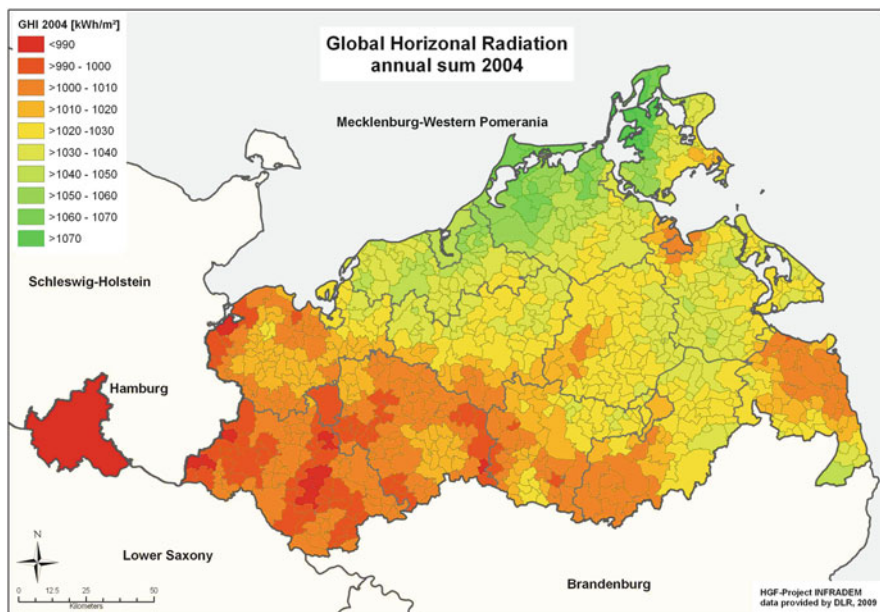 GHI 2004 [kWh/m²]
<990
>990 - 1000
>1000 - 1010
>1010 - 1020
>1020 -1030
>1030 - 1040
>1040 - 1050
>1050 - 1060
>1060 - 1070
>1070
Global Horizonal Radiation
annual sum 2004
Mecklenburg-Western Pomerania
Schleswig-Holstein
Hamburg
Lower Saxony
Brandenburg
N
0 12.5 25 50
Kilometers
HGF-Project INFRADEM
data provided by DLR, 2009